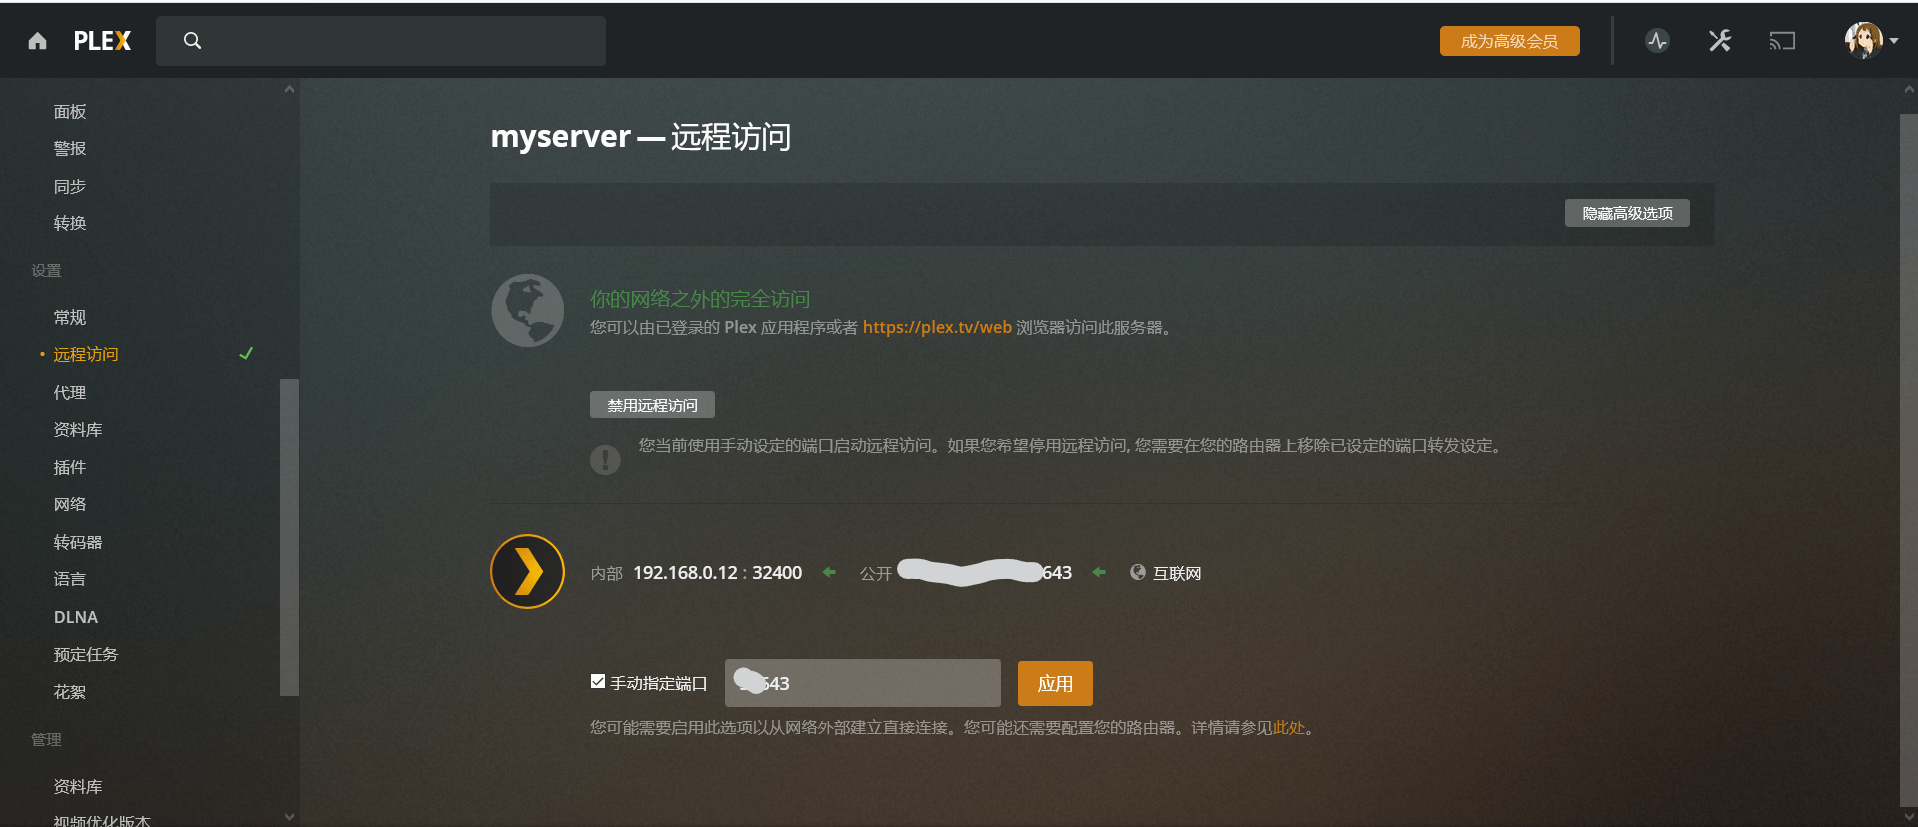 PLEX
成为高级会员
面板
警报
同步
转换
设置
常规
远程访问
代理
资料库
插件
网络
转码器
语言
DLNA
预定任务
花絮
管理
资料库
视频优化版本
myserver — 远程访问
隐藏高级选项
你的网络之外的完全访问
您可以由已登录的 Plex 应用程序或者 https://plex.tv/web 浏览器访问此服务器。
禁用远程访问
您当前使用手动设定的端口启动远程访问。如果您希望停用远程访问, 您需要在您的路由器上移除已设定的端口转发设定。
内部 192.168.0.12 : 32400 公开 643 互联网
手动指定端口 643 应用
您可能需要启用此选项以从网络外部建立直接连接。您可能还需要配置您的路由器。详情请参见此处。